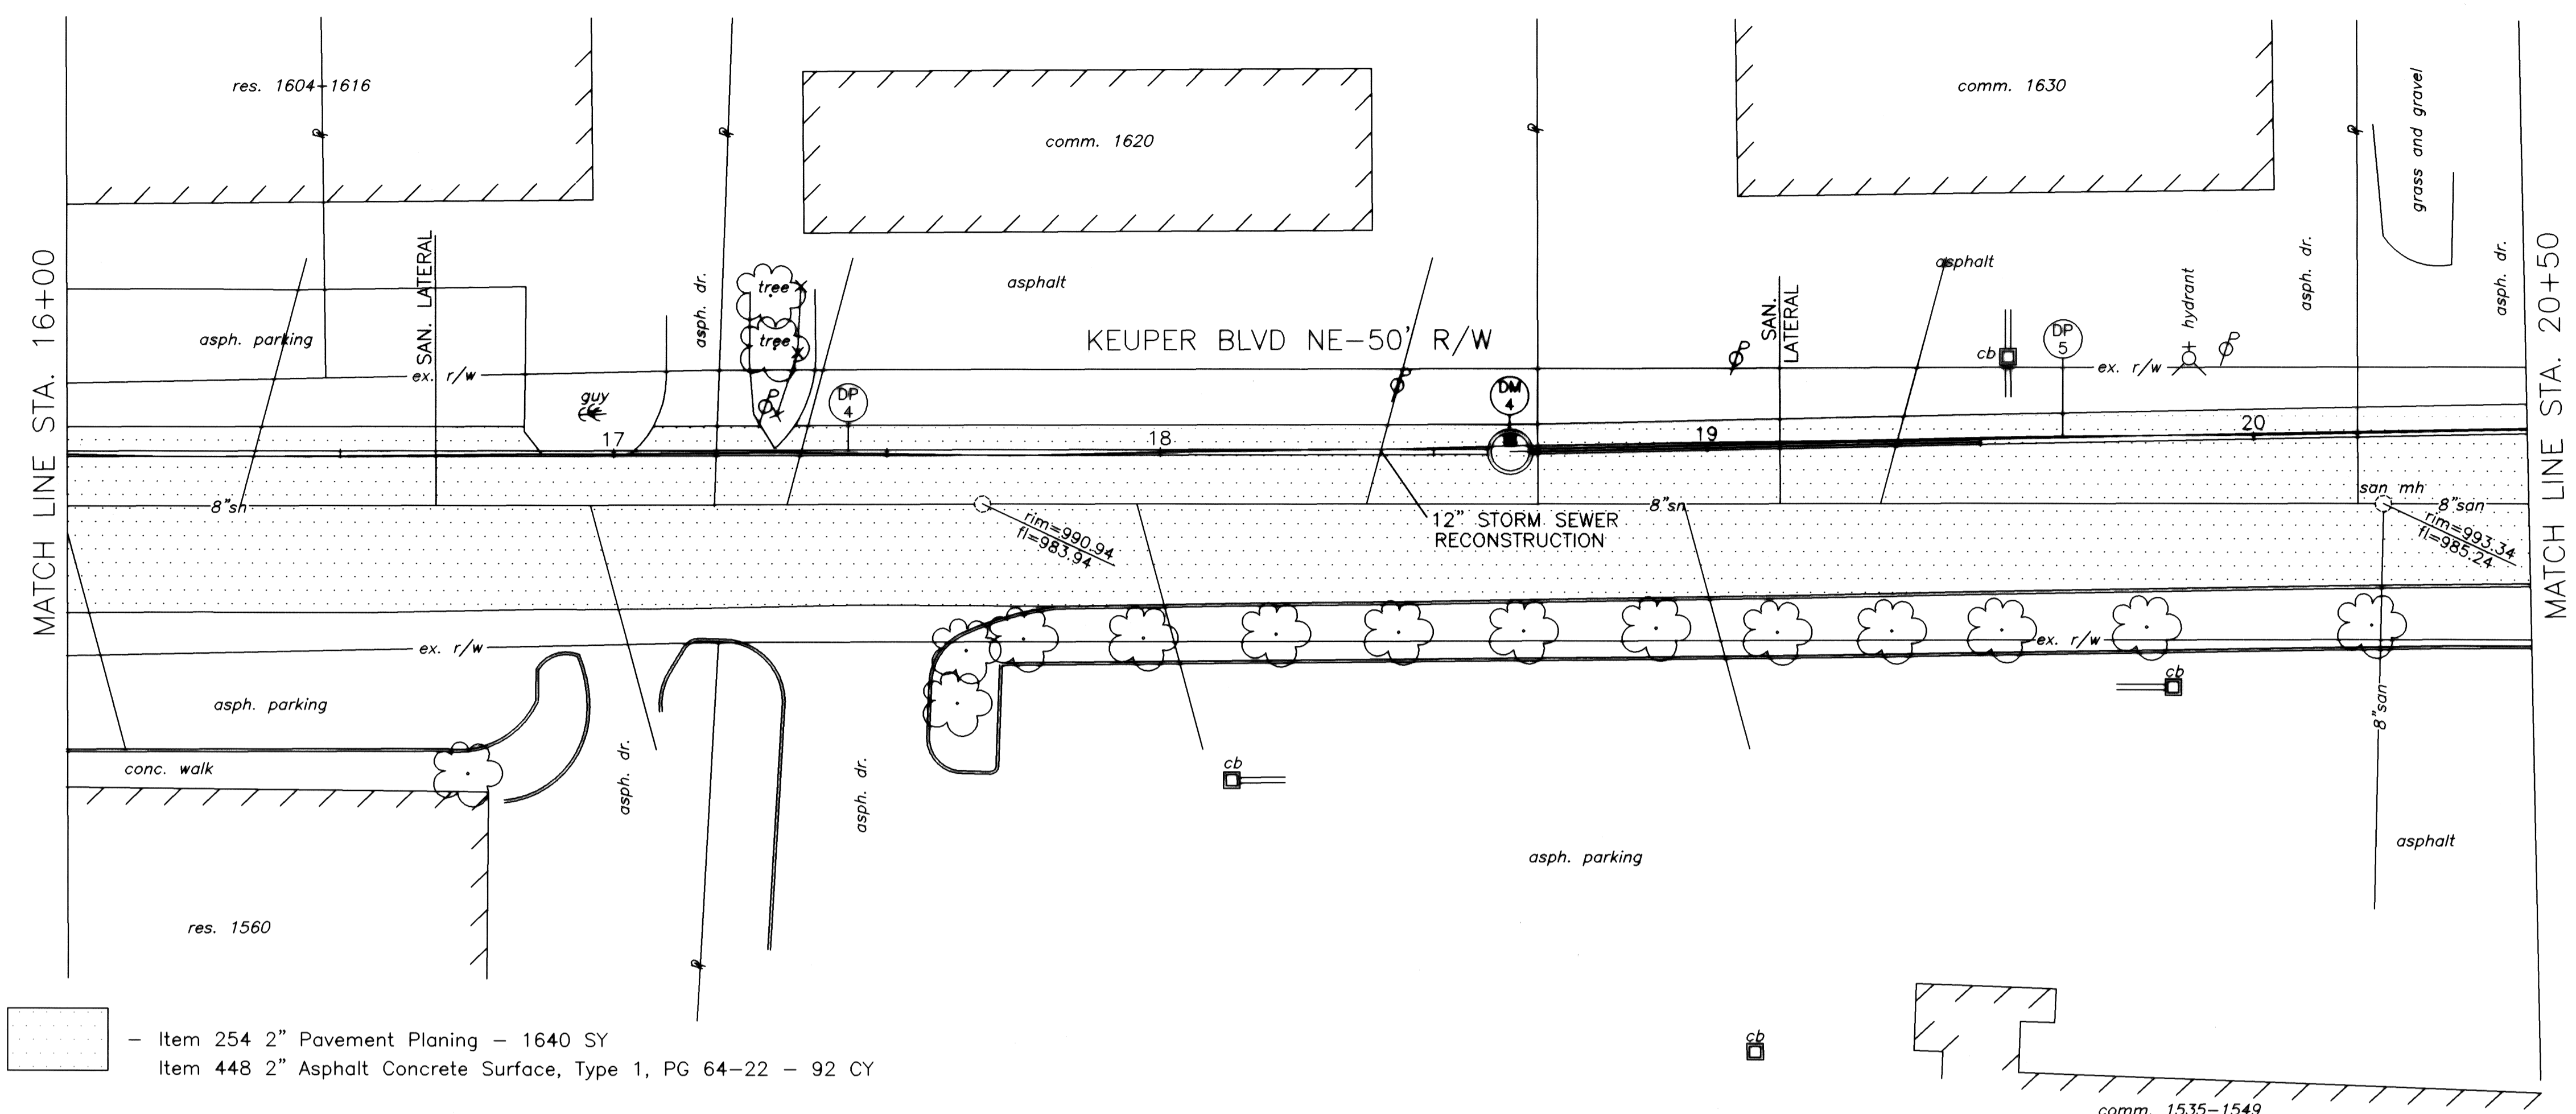 res. 1604-1616
comm. 1620
comm. 1630
grass and gravel
MATCH LINE STA. 16+00
SAN. LATERAL
asph. dr.
tree
tree
asphalt
asphalt
SAN.
LATERAL
hydrant
asph. dr.
asph. dr.
MATCH LINE STA. 20+50
asph. parking
KEUPER BLVD NE-50' R/W
cb
DP
5
ex. r/w
ex. r/w
guy
DP
4
DM
4
17
18
19
20
8"sn
8"sn
san mh
8"san
rim=990.94
fl=983.94
12" STORM SEWER
RECONSTRUCTION
rim=993.34
fl=985.24
ex. r/w
ex. r/w
asph. parking
cb
8"san
conc. walk
asph. dr.
asph. dr.
cb
asph. parking
asphalt
res. 1560
- Item 254 2" Pavement Planing - 1640 SY
Item 448 2" Asphalt Concrete Surface, Type 1, PG 64-22 - 92 CY
cb
comm. 1535-1549